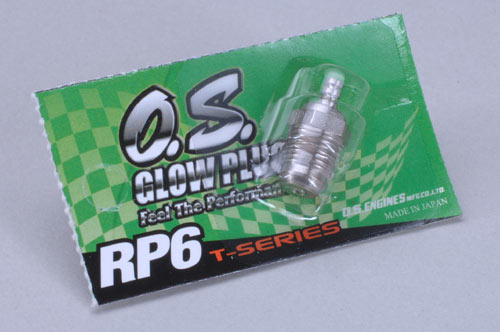 O.S.
GLOW PLUG
Feel The Performan
RP6 T-SERIES
O.S. ENGINES MFG.CO.,LTD.
MADE IN JAPAN